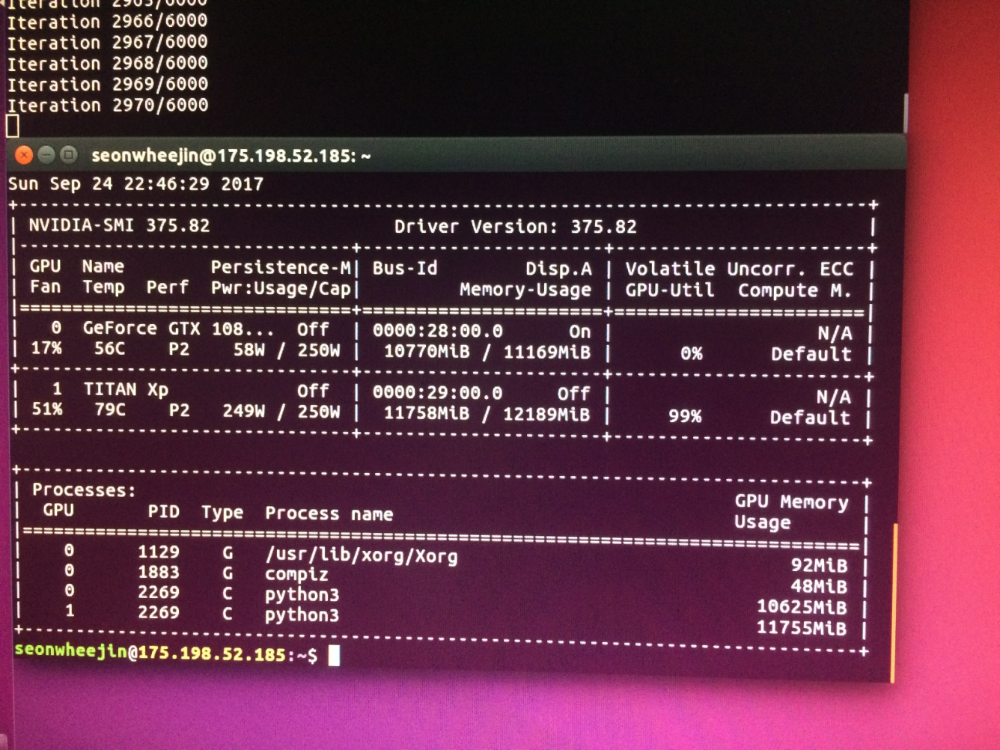 Iteration 2965/6000
Iteration 2966/6000
Iteration 2967/6000
Iteration 2968/6000
Iteration 2969/6000
Iteration 2970/6000
seonwheejin@175.198.52.185: ~
Sun Sep 24 22:46:29 2017
+-----------------------------------------------------------------------------+
| NVIDIA-SMI 375.82                 Driver Version: 375.82                    |
|-------------------------------+----------------------+----------------------+
| GPU  Name        Persistence-M| Bus-Id        Disp.A | Volatile Uncorr. ECC |
| Fan  Temp  Perf  Pwr:Usage/Cap|         Memory-Usage | GPU-Util  Compute M. |
|===============================+======================+======================|
|   0  GeForce GTX 108...  Off  | 0000:28:00.0      On |                  N/A |
| 17%   56C    P2    58W / 250W |  10770MiB / 11169MiB |      0%      Default |
+-------------------------------+----------------------+----------------------+
|   1  TITAN Xp            Off  | 0000:29:00.0     Off |                  N/A |
| 51%   79C    P2   249W / 250W |  11758MiB / 12189MiB |     99%      Default |
+-------------------------------+----------------------+----------------------+
+-----------------------------------------------------------------------------+
| Processes:                                                       GPU Memory |
|  GPU       PID  Type  Process name                               Usage      |
|=============================================================================|
|    0      1129    G   /usr/lib/xorg/Xorg                              92MiB |
|    0      1883    G   compiz                                          48MiB |
|    0      2269    C   python3                                      10625MiB |
|    1      2269    C   python3                                      11755MiB |
+-----------------------------------------------------------------------------+
seonwheejin@175.198.52.185:~$